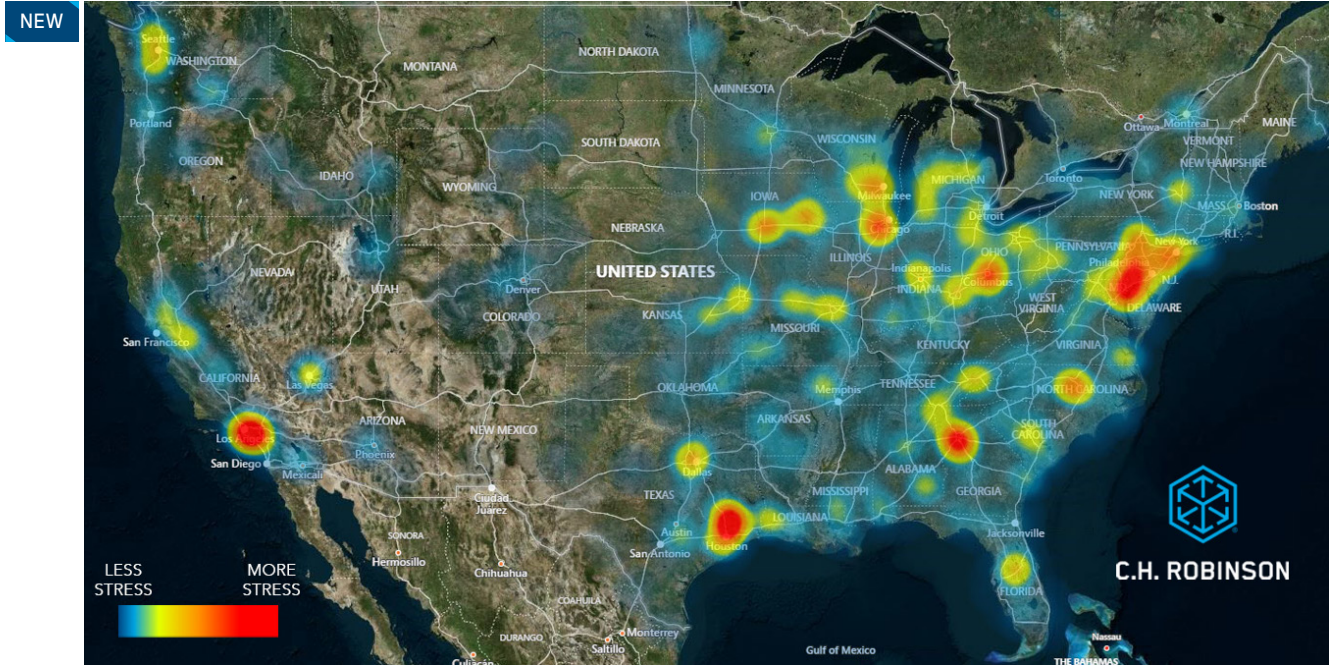 NEW
Seattle
WASHINGTON
MONTANA
NORTH DAKOTA
MINNESOTA
Portland
OREGON
IDAHO
SOUTH DAKOTA
WISCONSIN
Ottawa
Montreal
MAINE
VERMONT
NEW HAMPSHIRE
WYOMING
IOWA
Milwaukee
MICHIGAN
Toronto
NEW YORK
MASS.
Boston
R.I.
NEBRASKA
Chicago
Detroit
NEVADA
UTAH
Denver
COLORADO
UNITED STATES
ILLINOIS
Indianapolis
INDIANA
OHIO
Columbus
PENNSYLVANIA
New York
N.J.
DELAWARE
WEST
VIRGINIA
KANSAS
MISSOURI
KENTUCKY
VIRGINIA
San Francisco
CALIFORNIA
Las Vegas
OKLAHOMA
Memphis
TENNESSEE
NORTH CAROLINA
ARIZONA
NEW MEXICO
ARKANSAS
SOUTH
CAROLINA
Los Angeles
San Diego
Mexicali
Phoenix
Dallas
ALABAMA
TEXAS
MISSISSIPPI
GEORGIA
Ciudad
Juárez
Austin
LOUISIANA
Jacksonville
SONORA
Hermosillo
San Antonio
Houston
Chihuahua
FLORIDA
LESS
STRESS
MORE
STRESS
C.H. ROBINSON
COAHUILA
Monterrey
DURANGO
Saltillo
Culiacán
Gulf of Mexico
Nassau
THE BAHAMAS